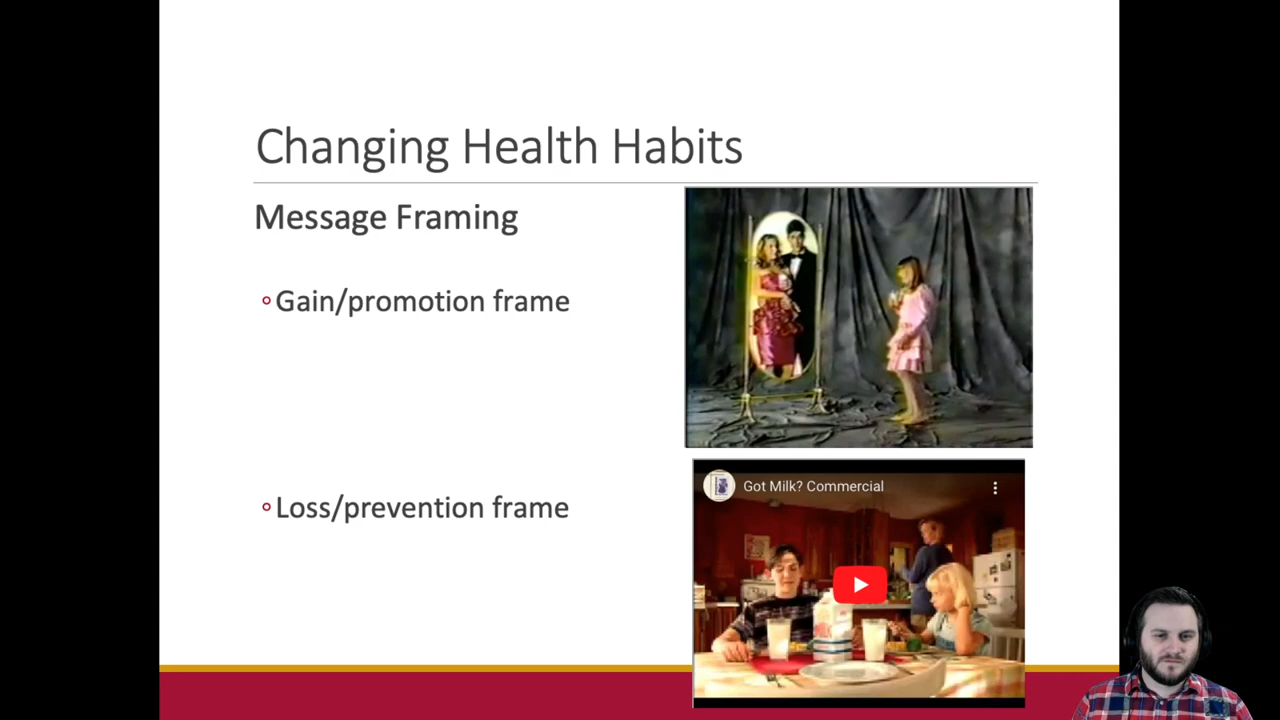 Changing Health Habits
Message Framing
Gain/promotion frame
Loss/prevention frame
Got Milk? Commercial